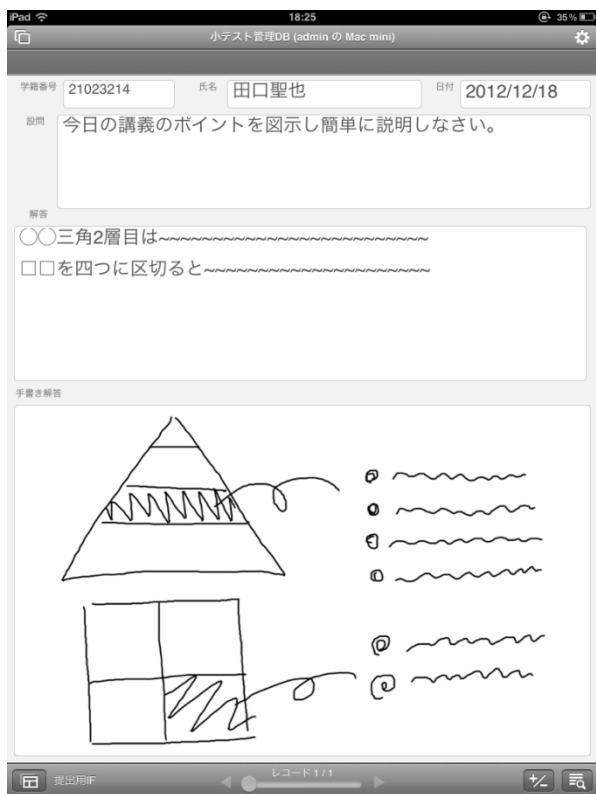 iPad 18:25 35%
小テスト管理DB (admin の Mac mini)
学籍番号 21023214 氏名 田口聖也 日付 2012/12/18
設問 今日の講義のポイントを図示し簡単に説明しなさい。
解答
〇〇三角2層目は~~~~~~~~~~~~~~~~~~~~~~~~~
□□を四つに区切ると~~~~~~~~~~~~~~~~~~~~~
手書き解答
提出用IF レコード 1 / 1